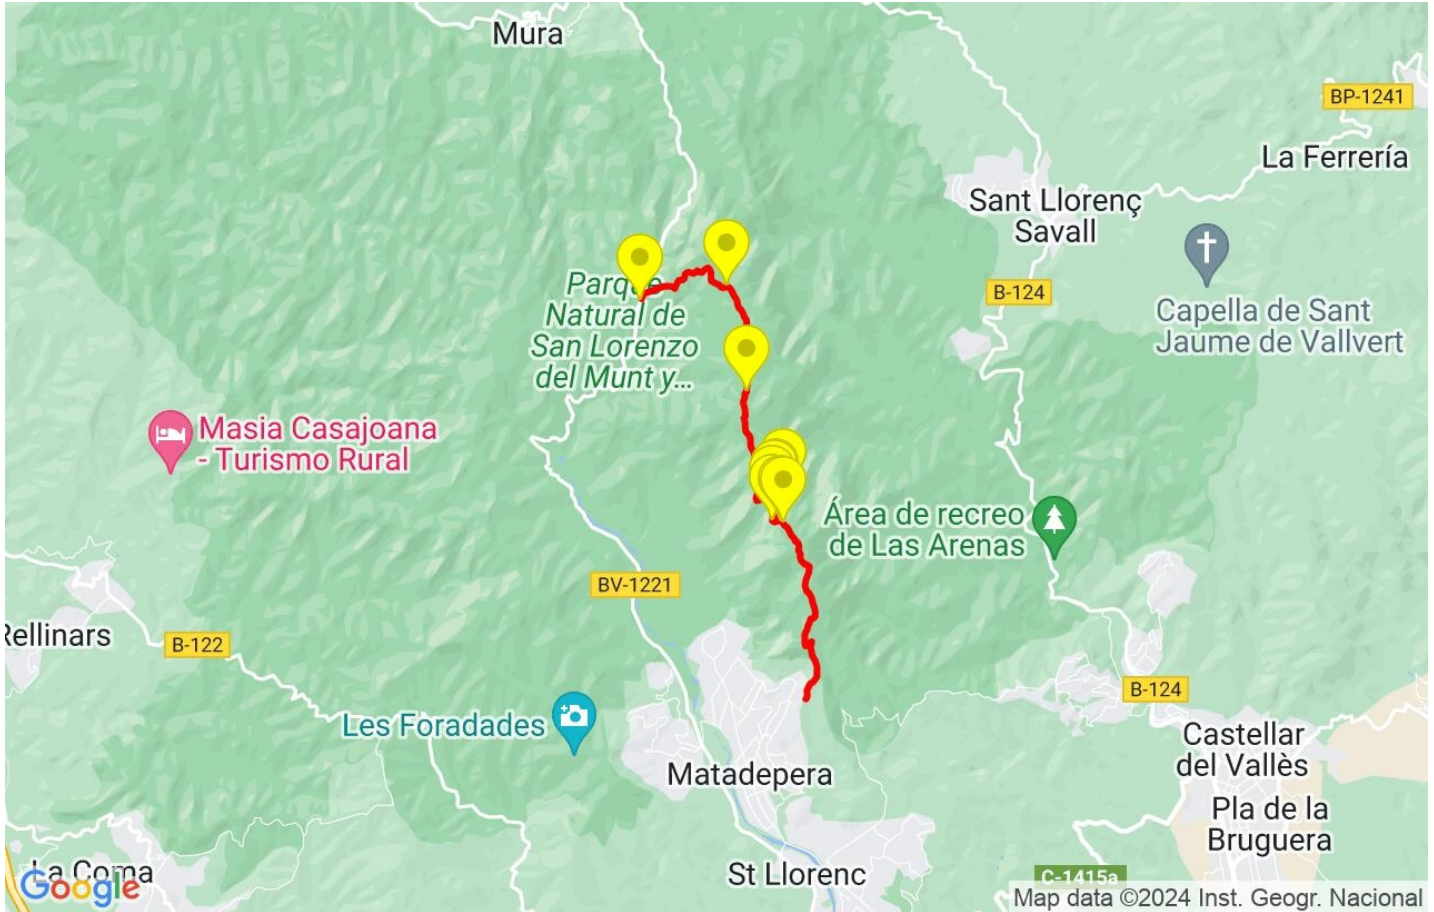 Mura
BP-1241
La Ferrería
Sant Llorenç
Savall
Parque
Natural de
San Lorenzo
del Munt y...
B-124
Capella de Sant
Jaume de Vallvert
Masia Casajoana
- Turismo Rural
Área de recreo
de Las Arenas
BV-1221
Rellinars
B-122
B-124
Les Foradades
Castellar
del Vallès
Matadepera
Pla de la
Bruguera
La Coma
St Llorenc
C-1415a
Google
Map data ©2024 Inst. Geogr. Nacional